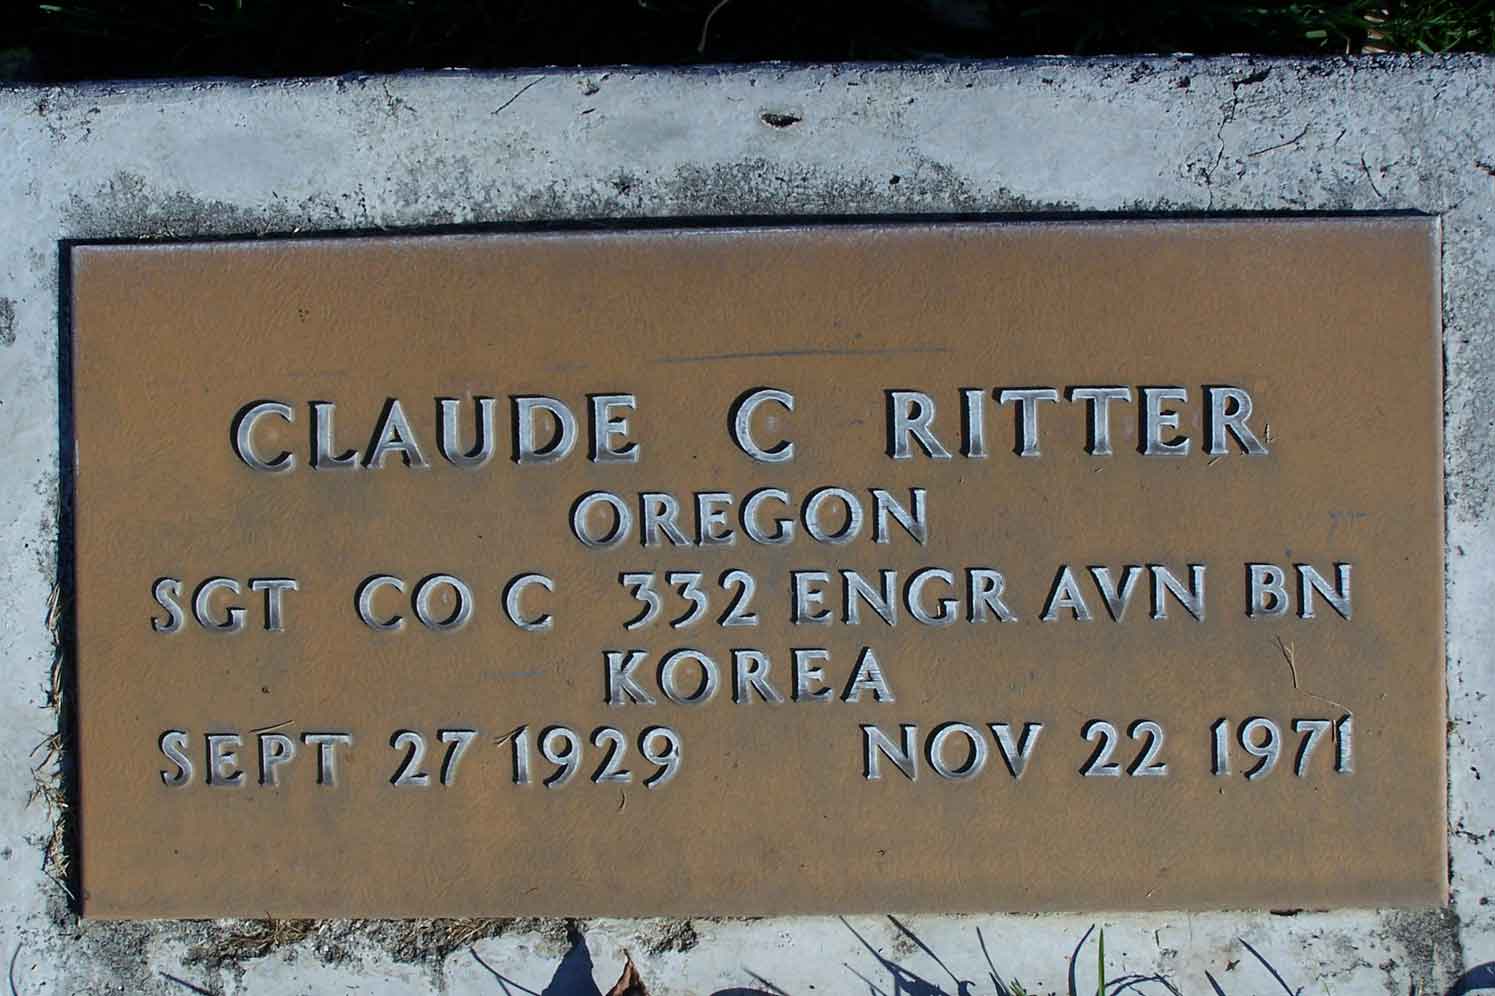 CLAUDE C RITTER
OREGON
SGT CO C 332 ENGR AVN BN
KOREA
SEPT 27 1929 NOV 22 1971